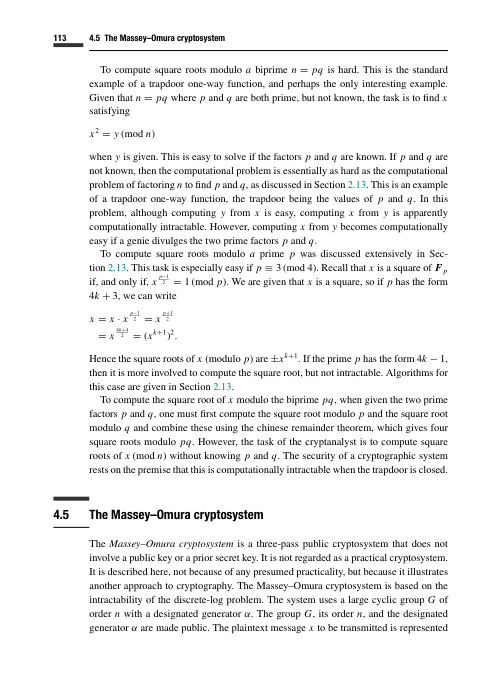 113 4.5 The Massey–Omura cryptosystem
To compute square roots modulo a biprime n = pq is hard. This is the standard
example of a trapdoor one-way function, and perhaps the only interesting example.
Given that n = pq where p and q are both prime, but not known, the task is to find x
satisfying
x² = y (mod n)
when y is given. This is easy to solve if the factors p and q are known. If p and q are
not known, then the computational problem is essentially as hard as the computational
problem of factoring n to find p and q, as discussed in Section 2.13. This is an example
of a trapdoor one-way function, the trapdoor being the values of p and q. In this
problem, although computing y from x is easy, computing x from y is apparently
computationally intractable. However, computing x from y becomes computationally
easy if a genie divulges the two prime factors p and q.
To compute square roots modulo a prime p was discussed extensively in Sec-
tion 2.13. This task is especially easy if p ≡ 3 (mod 4). Recall that x is a square of F_p
if, and only if, x^{\frac{p-1}{2}} = 1 (mod p). We are given that x is a square, so if p has the form
4k + 3, we can write
x = x · x^{\frac{p-1}{2}} = x^{\frac{p+1}{2}}
= x^{\frac{4k+4}{2}} = (x^{k+1})².
Hence the square roots of x (modulo p) are ±x^{k+1}. If the prime p has the form 4k − 1,
then it is more involved to compute the square root, but not intractable. Algorithms for
this case are given in Section 2.13.
To compute the square root of x modulo the biprime pq, when given the two prime
factors p and q, one must first compute the square root modulo p and the square root
modulo q and combine these using the chinese remainder theorem, which gives four
square roots modulo pq. However, the task of the cryptanalyst is to compute square
roots of x (mod n) without knowing p and q. The security of a cryptographic system
rests on the premise that this is computationally intractable when the trapdoor is closed.
4.5 The Massey–Omura cryptosystem
The Massey–Omura cryptosystem is a three-pass public cryptosystem that does not
involve a public key or a prior secret key. It is not regarded as a practical cryptosystem.
It is described here, not because of any presumed practicality, but because it illustrates
another approach to cryptography. The Massey–Omura cryptosystem is based on the
intractability of the discrete-log problem. The system uses a large cyclic group G of
order n with a designated generator α. The group G, its order n, and the designated
generator α are made public. The plaintext message x to be transmitted is represented